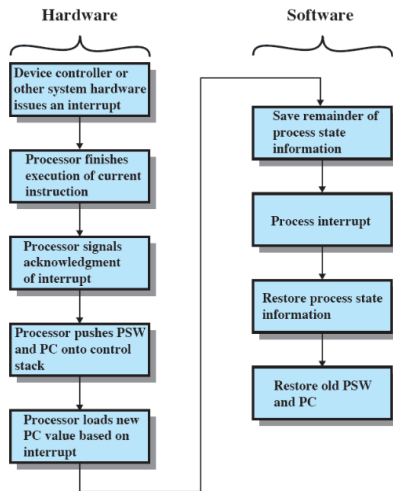 Hardware
Device controller or
other system hardware
issues an interrupt
Processor finishes
execution of current
instruction
Processor signals
acknowledgment
of interrupt
Processor pushes PSW
and PC onto control
stack
Processor loads new
PC value based on
interrupt
Software
Save remainder of
process state
information
Process interrupt
Restore process state
information
Restore old PSW
and PC